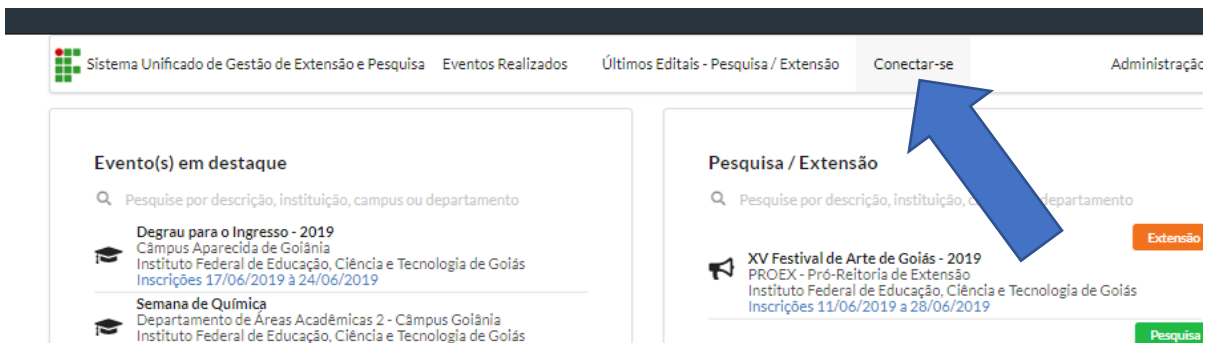 Sistema Unificado de Gestão de Extensão e Pesquisa Eventos Realizados Últimos Editais - Pesquisa / Extensão Conectar-se Administração
Evento(s) em destaque
Pesquise por descrição, instituição, campus ou departamento
Degrau para o Ingresso - 2019
Câmpus Aparecida de Goiânia
Instituto Federal de Educação, Ciência e Tecnologia de Goiás
Inscrições 17/06/2019 à 24/06/2019
Semana de Química
Departamento de Áreas Acadêmicas 2 - Câmpus Goiânia
Instituto Federal de Educação, Ciência e Tecnologia de Goiás
Pesquisa / Extensão
Pesquise por descrição, instituição, departamento
Extensão
XV Festival de Arte de Goiás - 2019
PROEX - Pró-Reitoria de Extensão
Instituto Federal de Educação, Ciência e Tecnologia de Goiás
Inscrições 11/06/2019 a 28/06/2019
Pesquisa